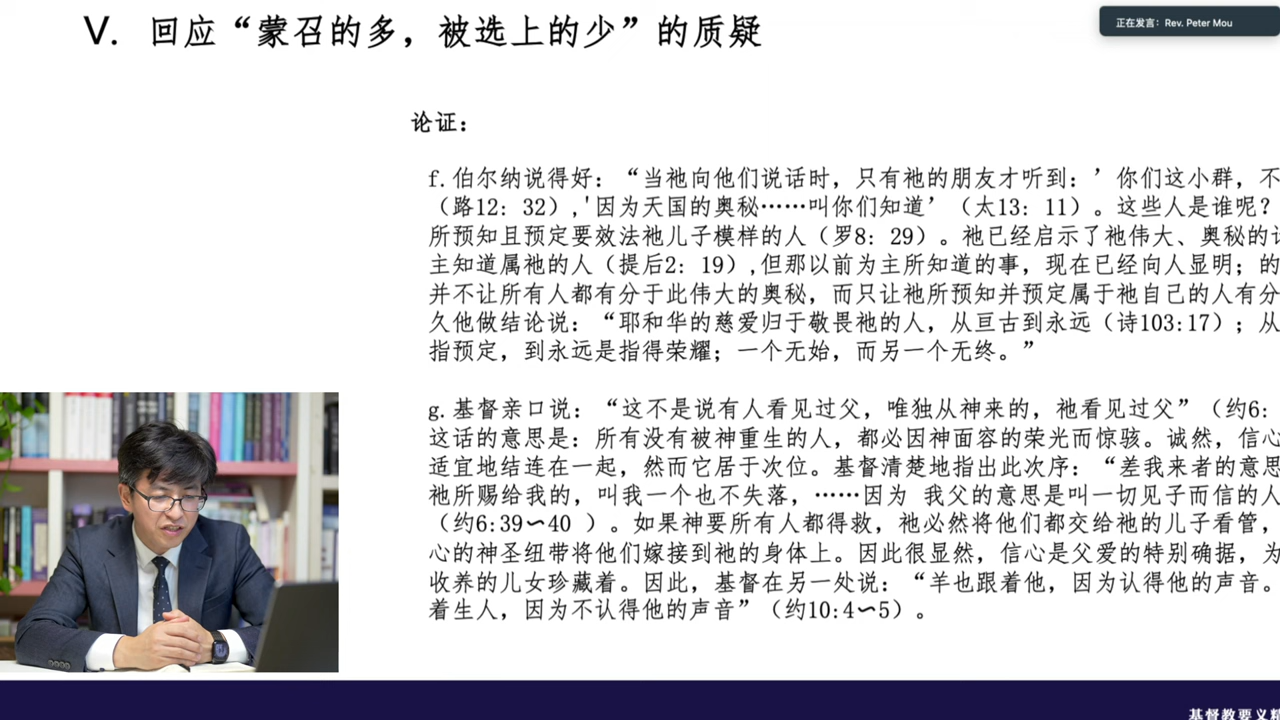 V. 回应“蒙召的多，被选上的少”的质疑
正在发言: Rev. Peter Mou
论证：
f.伯尔纳说得好：“当祂向他们说话时，只有祂的朋友才听到：’你们这小群，不
（路12：32）,'因为天国的奥秘……叫你们知道’（太13：11）。这些人是谁呢？
所预知且预定要效法祂儿子模样的人（罗8：29）。祂已经启示了祂伟大、奥秘的
主知道属祂的人（提后2：19）,但那以前为主所知道的事，现在已经向人显明；的
并不让所有人都有分于此伟大的奥秘，而只让祂所预知并预定属于祂自己的人有分
久他做结论说：“耶和华的慈爱归于敬畏祂的人，从亘古到永远（诗103:17）；从
指预定，到永远是指得荣耀；一个无始，而另一个无终。”
g.基督亲口说：“这不是说有人看见过父，唯独从神来的，祂看见过父”（约6：
这话的意思是：所有没有被神重生的人，都必因神面容的荣光而惊骇。诚然，信心
适宜地结连在一起，然而它居于次位。基督清楚地指出此次序：“差我来者的意思
祂所赐给我的，叫我一个也不失落，……因为 我父的意思是叫一切见子而信的人
（约6:39〜40 ）。如果神要所有人都得救，祂必然将他们都交给祂的儿子看管，
心的神圣纽带将他们嫁接到祂的身体上。因此很显然，信心是父爱的特别确据，为
收养的儿女珍藏着。因此，基督在另一处说：“羊也跟着他，因为认得他的声音。
着生人，因为不认得他的声音”（约10:4〜5）。
基督教要义精